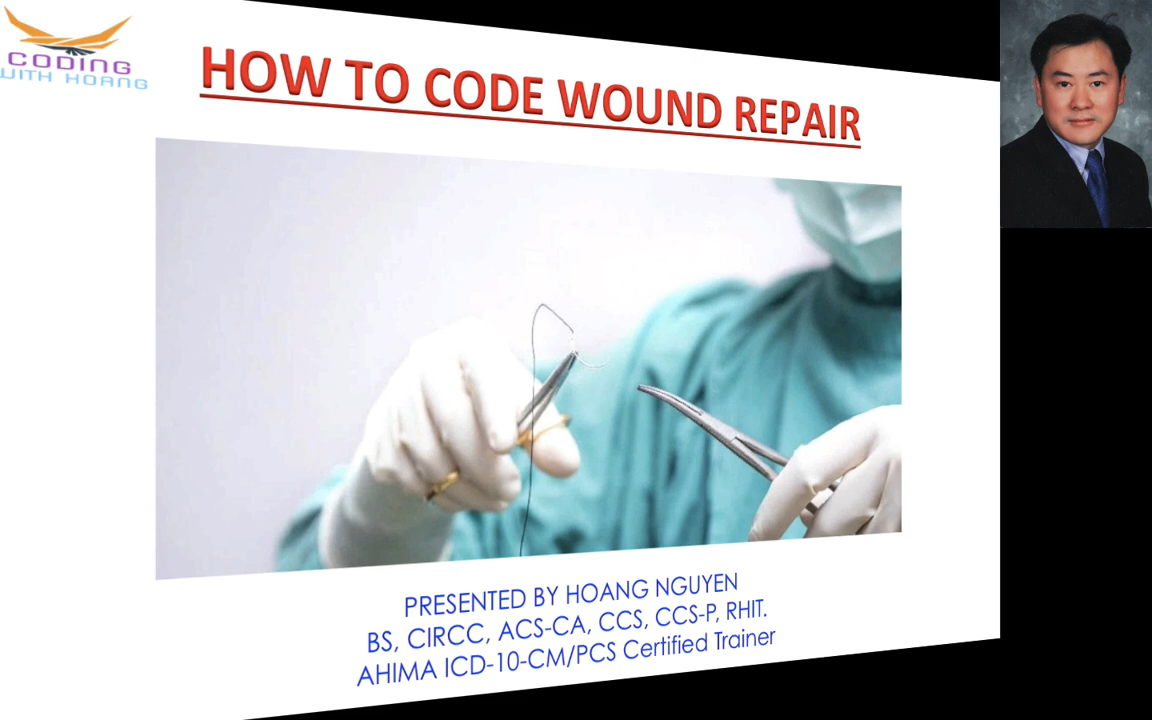 CODING
WITH HOANG
HOW TO CODE WOUND REPAIR
PRESENTED BY HOANG NGUYEN
BS, CIRCC, ACS-CA, CCS, CCS-P, RHIT.
AHIMA ICD-10-CM/PCS Certified Trainer